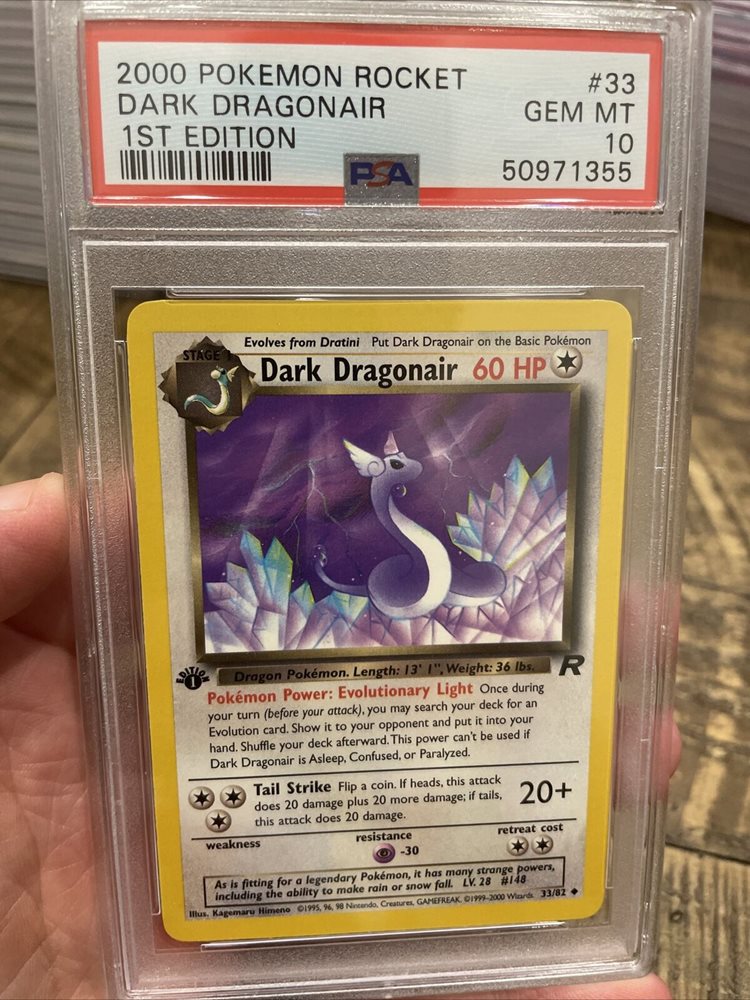 2000 POKEMON ROCKET #33
DARK DRAGONAIR GEM MT
1ST EDITION 10
PSA 50971355
Evolves from Dratini Put Dark Dragonair on the Basic Pokémon
STAGE 1
Dark Dragonair 60 HP
EDITION 1
Dragon Pokémon. Length: 13' 1", Weight: 36 lbs.
R
Pokémon Power: Evolutionary Light Once during
your turn (before your attack), you may search your deck for an
Evolution card. Show it to your opponent and put it into your
hand. Shuffle your deck afterward. This power can't be used if
Dark Dragonair is Asleep, Confused, or Paralyzed.
Tail Strike Flip a coin. If heads, this attack
does 20 damage plus 20 more damage; if tails,
this attack does 20 damage.
20+
weakness resistance retreat cost
-30
As is fitting for a legendary Pokémon, it has many strange powers,
including the ability to make rain or snow fall. LV. 28 #148
Illus. Kagemaru Himeno ©1995, 96, 98 Nintendo, Creatures, GAMEFREAK. ©1999-2000 Wizards. 33/82